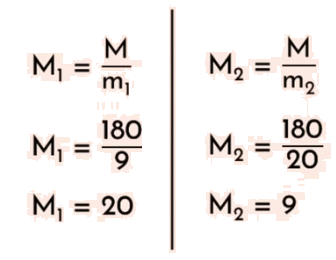 M₁ = M/m₁
M₁ = 180/9
M₁ = 20
M₂ = M/m₂
M₂ = 180/20
M₂ = 9